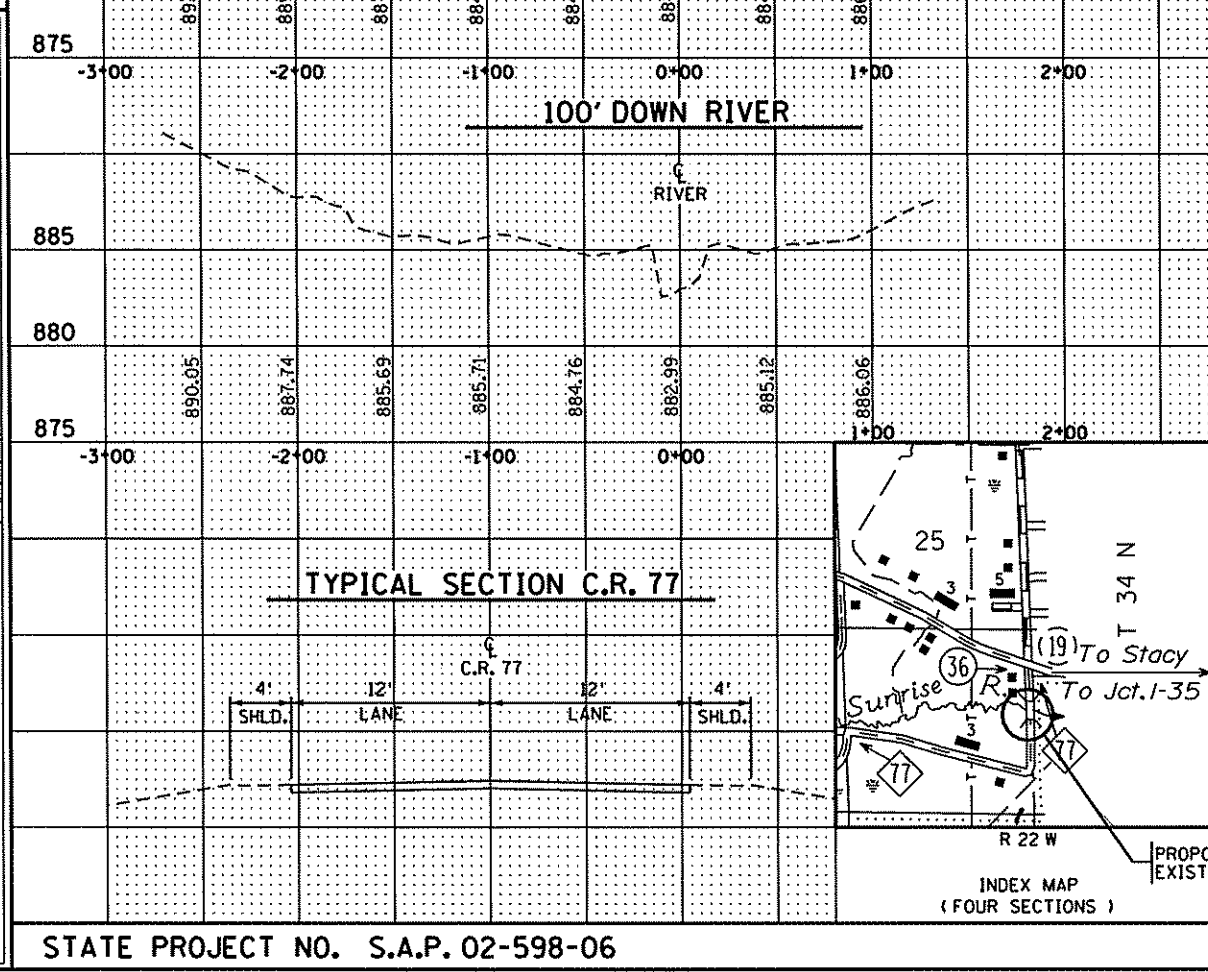 875
-3+00 -2+00 -1+00 0+00 1+00 2+00
100' DOWN RIVER
℄
RIVER
885
880
890.05 887.74 885.69 885.71 884.76 882.99 885.12 886.06
875
-3+00 -2+00 -1+00 0+00 1+00 2+00
TYPICAL SECTION C.R. 77
℄
C.R. 77
4' 12' 12' 4'
SHLD. LANE LANE SHLD.
25
3
5
T 34 N
(19) To Stacy
36
To Jct. I-35
Sunrise R.
3
77
77
R 22 W
INDEX MAP
( FOUR SECTIONS )
STATE PROJECT NO. S.A.P. 02-598-06